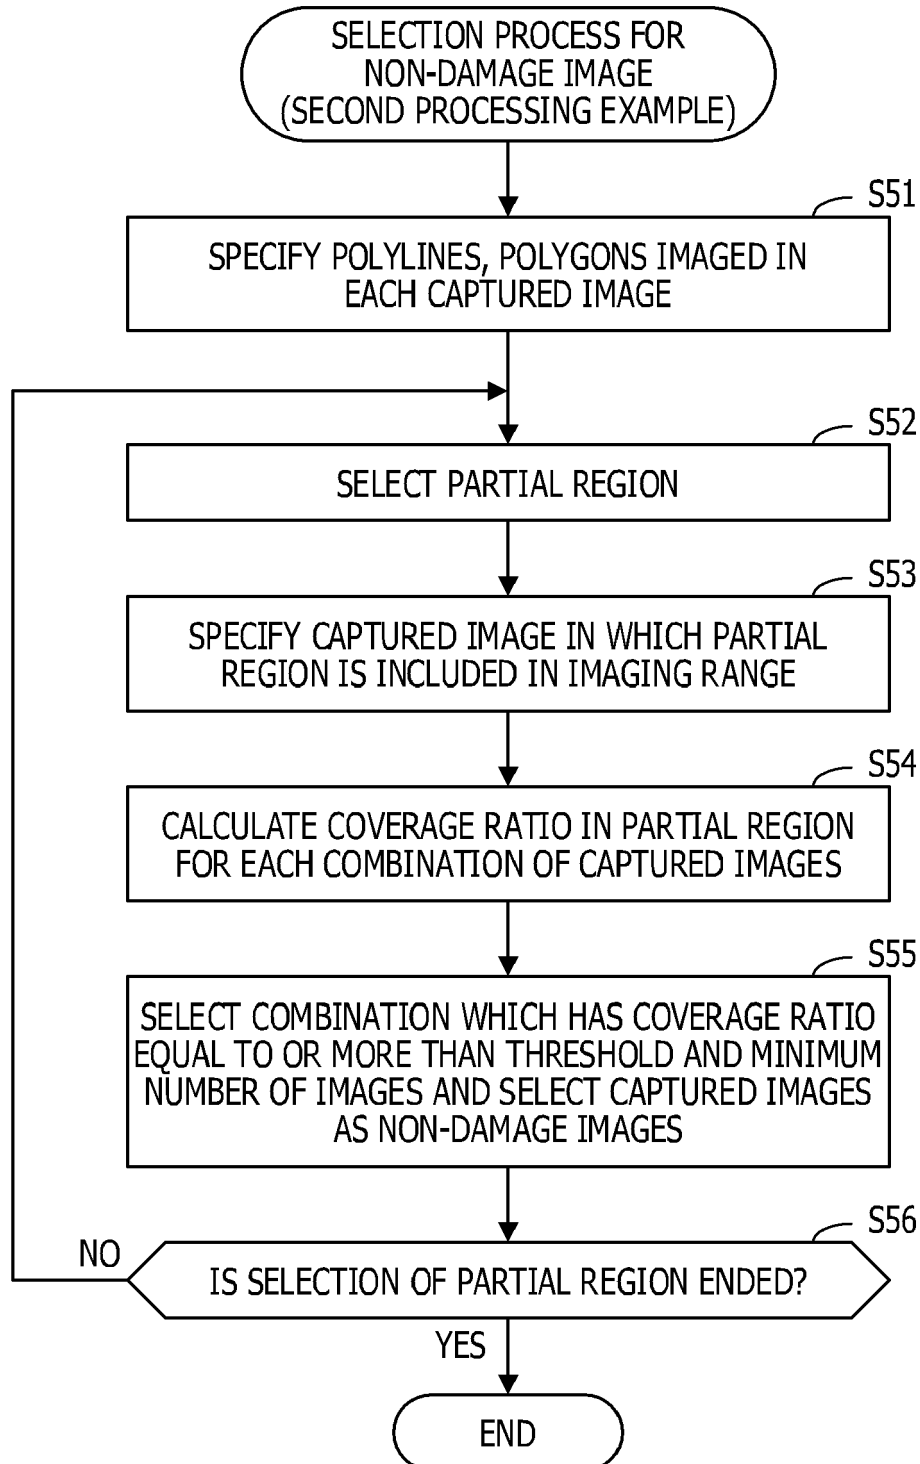 SELECTION PROCESS FOR
NON-DAMAGE IMAGE
(SECOND PROCESSING EXAMPLE)
S51
SPECIFY POLYLINES, POLYGONS IMAGED IN
EACH CAPTURED IMAGE
S52
SELECT PARTIAL REGION
S53
SPECIFY CAPTURED IMAGE IN WHICH PARTIAL
REGION IS INCLUDED IN IMAGING RANGE
S54
CALCULATE COVERAGE RATIO IN PARTIAL REGION
FOR EACH COMBINATION OF CAPTURED IMAGES
S55
SELECT COMBINATION WHICH HAS COVERAGE RATIO
EQUAL TO OR MORE THAN THRESHOLD AND MINIMUM
NUMBER OF IMAGES AND SELECT CAPTURED IMAGES
AS NON-DAMAGE IMAGES
S56
NO
IS SELECTION OF PARTIAL REGION ENDED?
YES
END